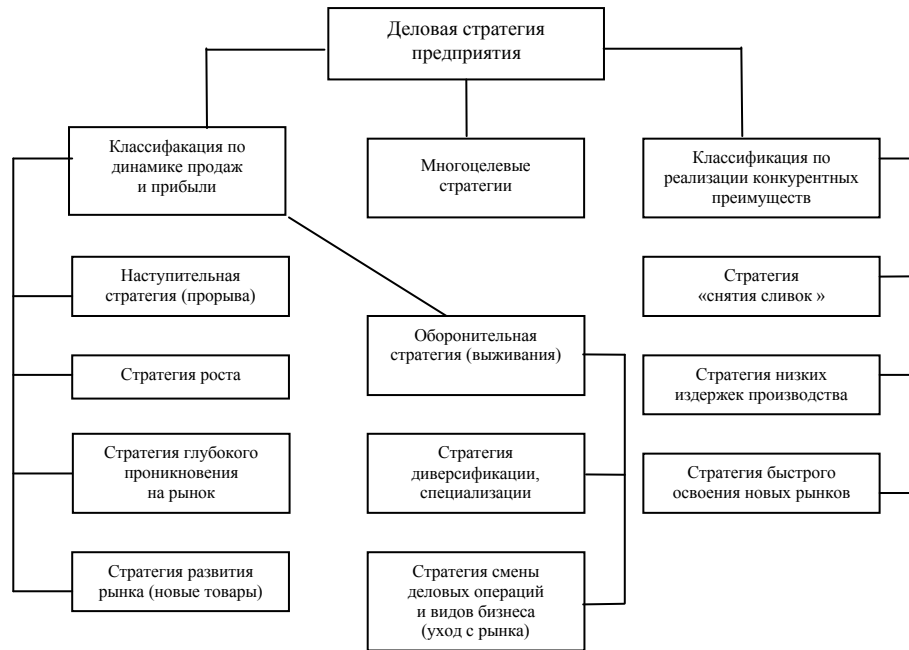 Деловая стратегия
предприятия
Классифакация по
динамике продаж
и прибыли
Многоцелевые
стратегии
Классификация по
реализации конкурентных
преимуществ
Наступительная
стратегия (прорыва)
Стратегия
«снятия сливок »
Оборонительная
стратегия (выживания)
Стратегия роста
Стратегия низких
издержек производства
Стратегия глубокого
проникновения
на рынок
Стратегия
диверсификации,
специализации
Стратегия быстрого
освоения новых рынков
Стратегия развития
рынка (новые товары)
Стратегия смены
деловых операций
и видов бизнеса
(уход с рынка)